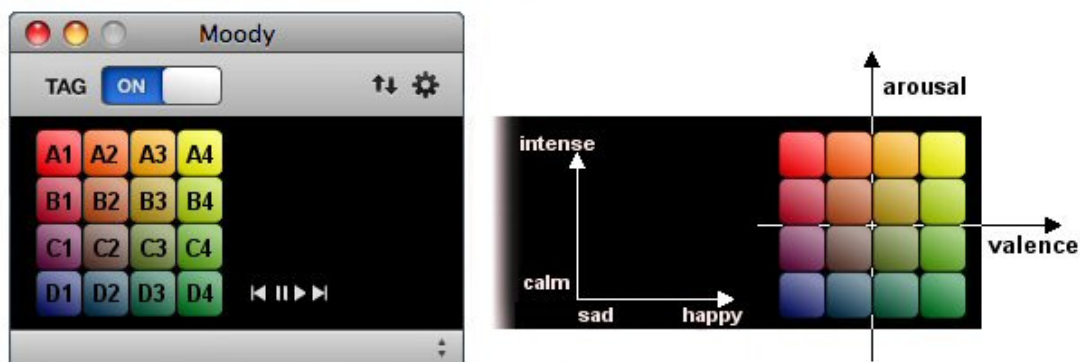 Moody
TAG ON
A1 A2 A3 A4
B1 B2 B3 B4
C1 C2 C3 C4
D1 D2 D3 D4
arousal
intense
valence
calm
sad happy